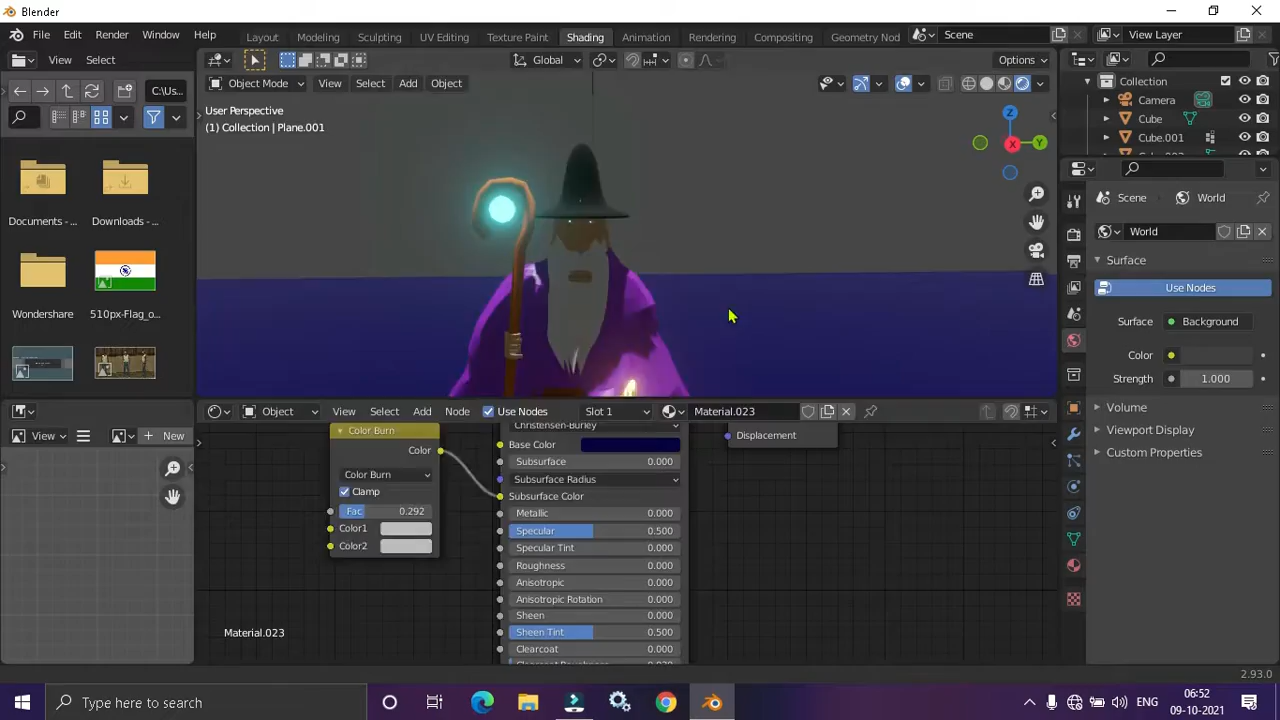 Blender
File Edit Render Window Help Layout Modeling Sculpting UV Editing Texture Paint Shading Animation Rendering Compositing Geometry Nod Scene View Layer
View Select Global Options
Object Mode View Select Add Object
C:\Us...
User Perspective
(1) Collection | Plane.001
Collection
Camera
Cube
Cube.001
Scene World
World
Surface
Use Nodes
Surface Background
Color
Strength 1.000
Volume
Viewport Display
Custom Properties
Documens - ... Downloads - ...
Wondershare 510px-Flag_o...
X Y Z
View New
Object View Select Add Node Use Nodes Slot 1 Material.023
Color Burn
Color
Color Burn
Clamp
Fac 0.292
Color1
Color2
Christensen-Burley
Base Color
Subsurface 0.000
Subsurface Radius
Subsurface Color
Metallic 0.000
Specular 0.500
Specular Tint 0.000
Roughness 0.000
Anisotropic 0.000
Anisotropic Rotation 0.000
Sheen 0.000
Sheen Tint 0.500
Clearcoat 0.000
Displacement
Material.023
2.93.0
Type here to search
ENG
06:52
09-10-2021